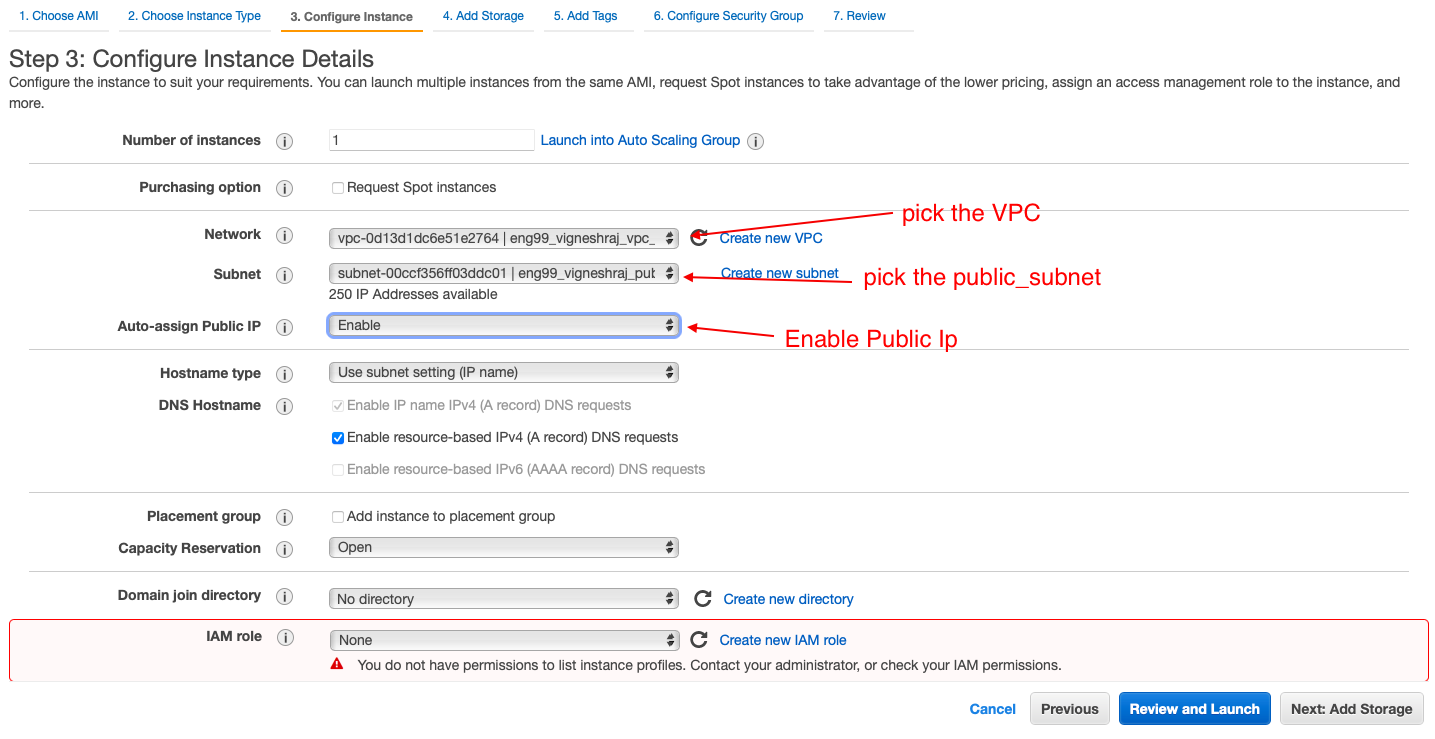 1. Choose AMI 2. Choose Instance Type 3. Configure Instance 4. Add Storage 5. Add Tags 6. Configure Security Group 7. Review
Step 3: Configure Instance Details
Configure the instance to suit your requirements. You can launch multiple instances from the same AMI, request Spot instances to take advantage of the lower pricing, assign an access management role to the instance, and
more.
Number of instances i 1 Launch into Auto Scaling Group i
Purchasing option i Request Spot instances
pick the VPC
Network i vpc-0d13d1dc6e51e2764 | eng99_vigneshraj_vpc_ Create new VPC
Subnet i subnet-00ccf356ff03ddc01 | eng99_vigneshraj_pub Create new subnet pick the public_subnet
250 IP Addresses available
Auto-assign Public IP i Enable
Enable Public Ip
Hostname type i Use subnet setting (IP name)
DNS Hostname i Enable IP name IPv4 (A record) DNS requests
Enable resource-based IPv4 (A record) DNS requests
Enable resource-based IPv6 (AAAA record) DNS requests
Placement group i Add instance to placement group
Capacity Reservation i Open
Domain join directory i No directory Create new directory
IAM role i None Create new IAM role
You do not have permissions to list instance profiles. Contact your administrator, or check your IAM permissions.
Cancel Previous Review and Launch Next: Add Storage